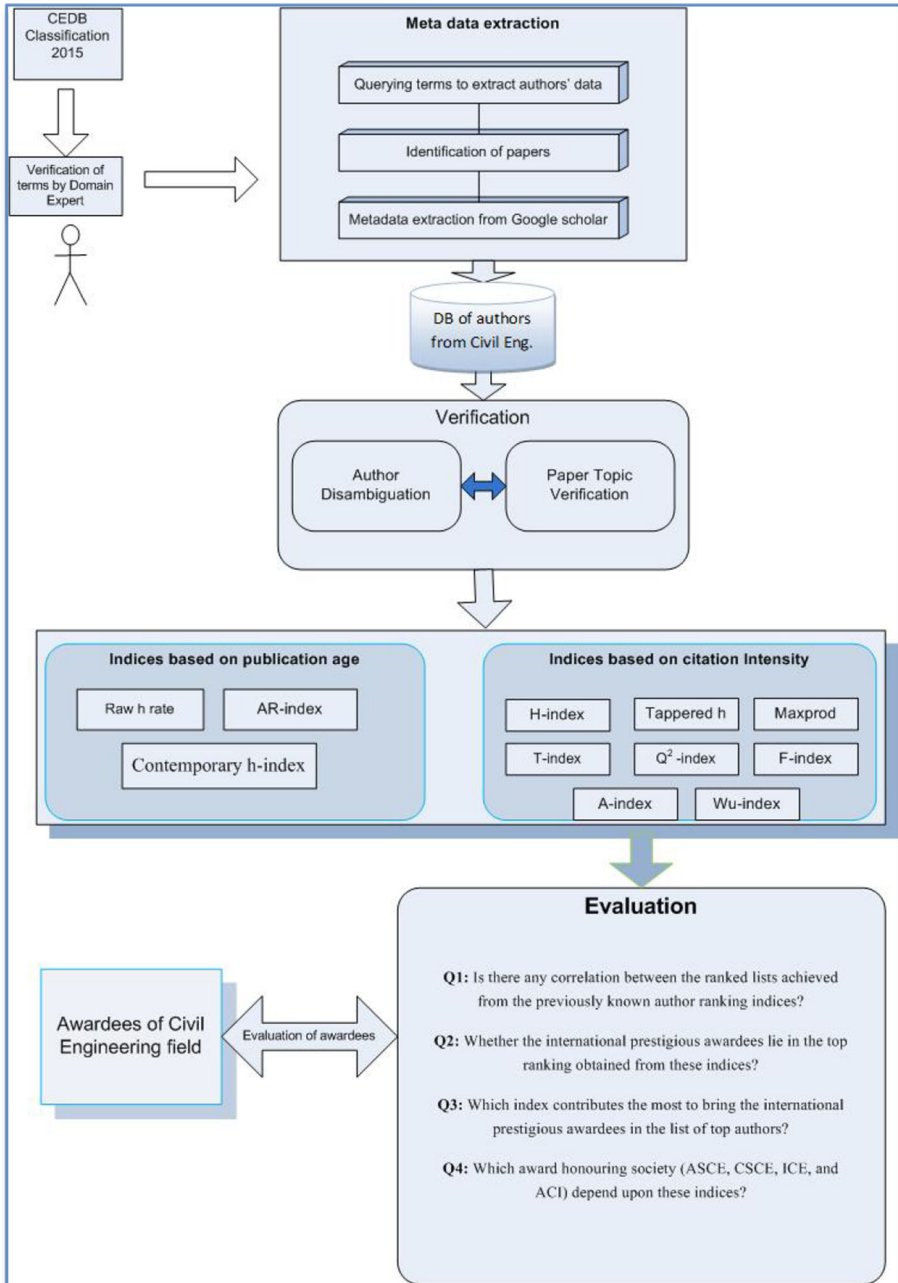 CEDB
Classification
2015
Verification of
terms by Domain
Expert
Meta data extraction
Querying terms to extract authors' data
Identification of papers
Metadata extraction from Google scholar
DB of authors
from Civil Eng.
Verification
Author
Disambiguation
Paper Topic
Verification
Indices based on publication age
Raw h rate
AR-index
Contemporary h-index
Indices based on citation Intensity
H-index
Tappered h
Maxprod
T-index
Q² -index
F-index
A-index
Wu-index
Awardees of Civil
Engineering field
Evaluation of awardees
Evaluation
Q1: Is there any correlation between the ranked lists achieved
from the previously known author ranking indices?
Q2: Whether the international prestigious awardees lie in the top
ranking obtained from these indices?
Q3: Which index contributes the most to bring the international
prestigious awardees in the list of top authors?
Q4: Which award honouring society (ASCE, CSCE, ICE, and
ACI) depend upon these indices?